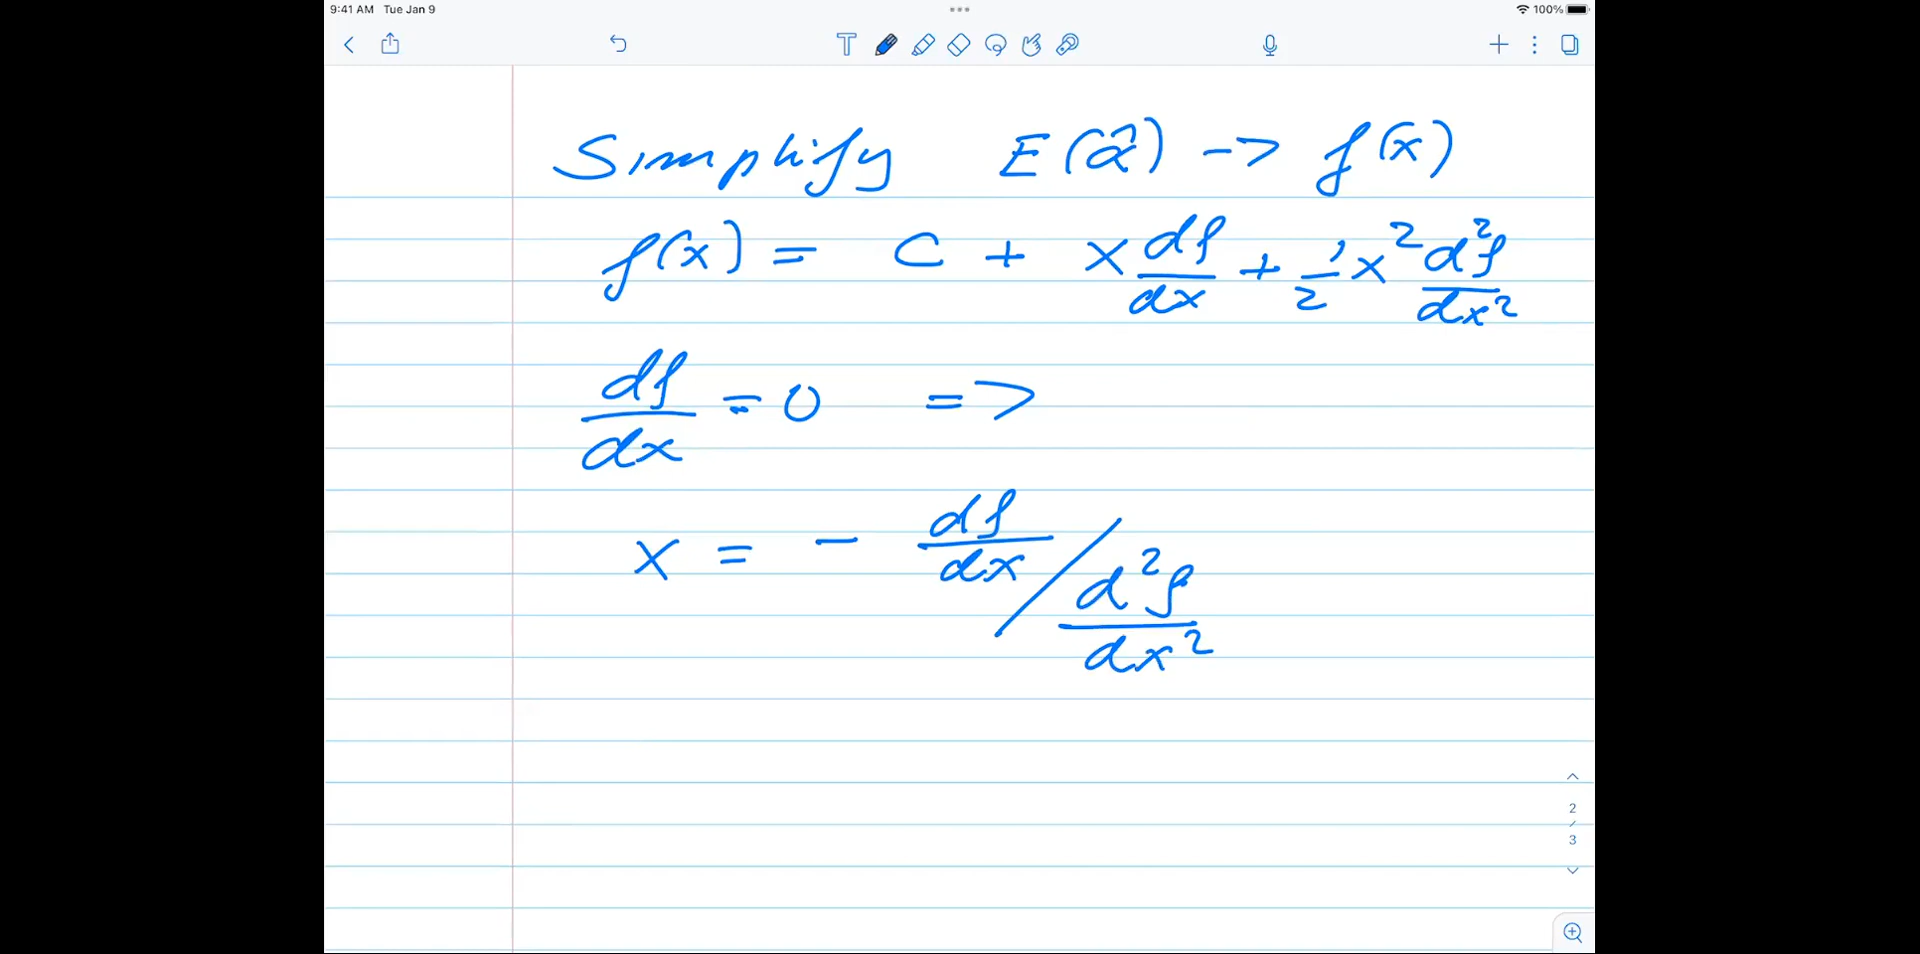 9:41 AM Tue Jan 9
100%
Simplify E(α̂) -> f(x)
f(x) = C + x df/dx + 1/2 x² d²f/dx²
df/dx = 0 =>
x = - df/dx / d²f/dx²
2
/
3